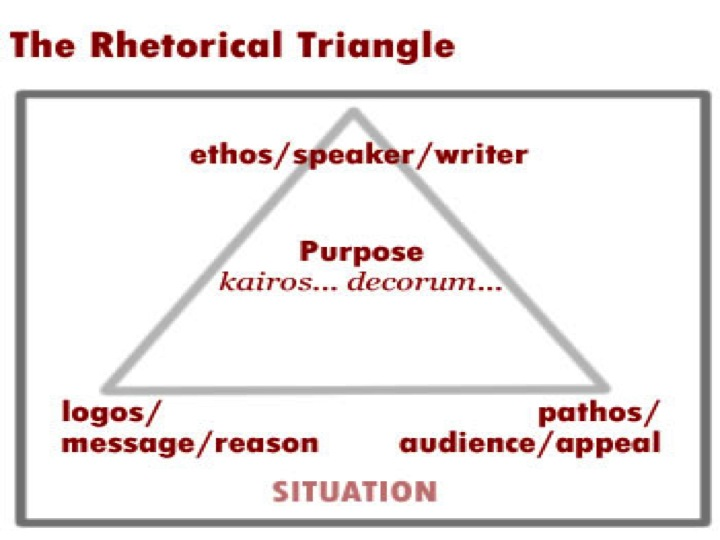 The Rhetorical Triangle
ethos/speaker/writer
Purpose
kairos... decorum...
logos/
message/reason
pathos/
audience/appeal
SITUATION